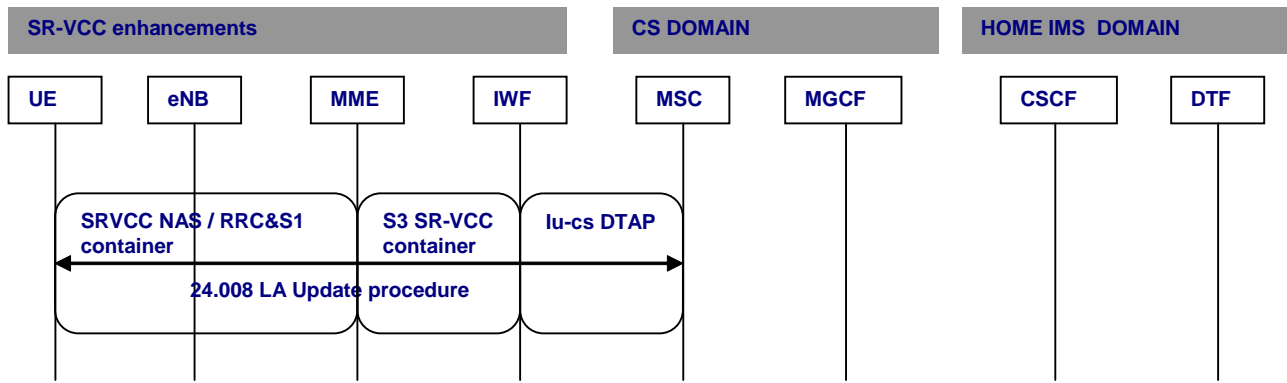 SR-VCC enhancements
CS DOMAIN
HOME IMS DOMAIN
UE
eNB
MME
IWF
MSC
MGCF
CSCF
DTF
SRVCC NAS / RRC&S1
container
S3 SR-VCC
container
Iu-cs DTAP
24.008 LA Update procedure